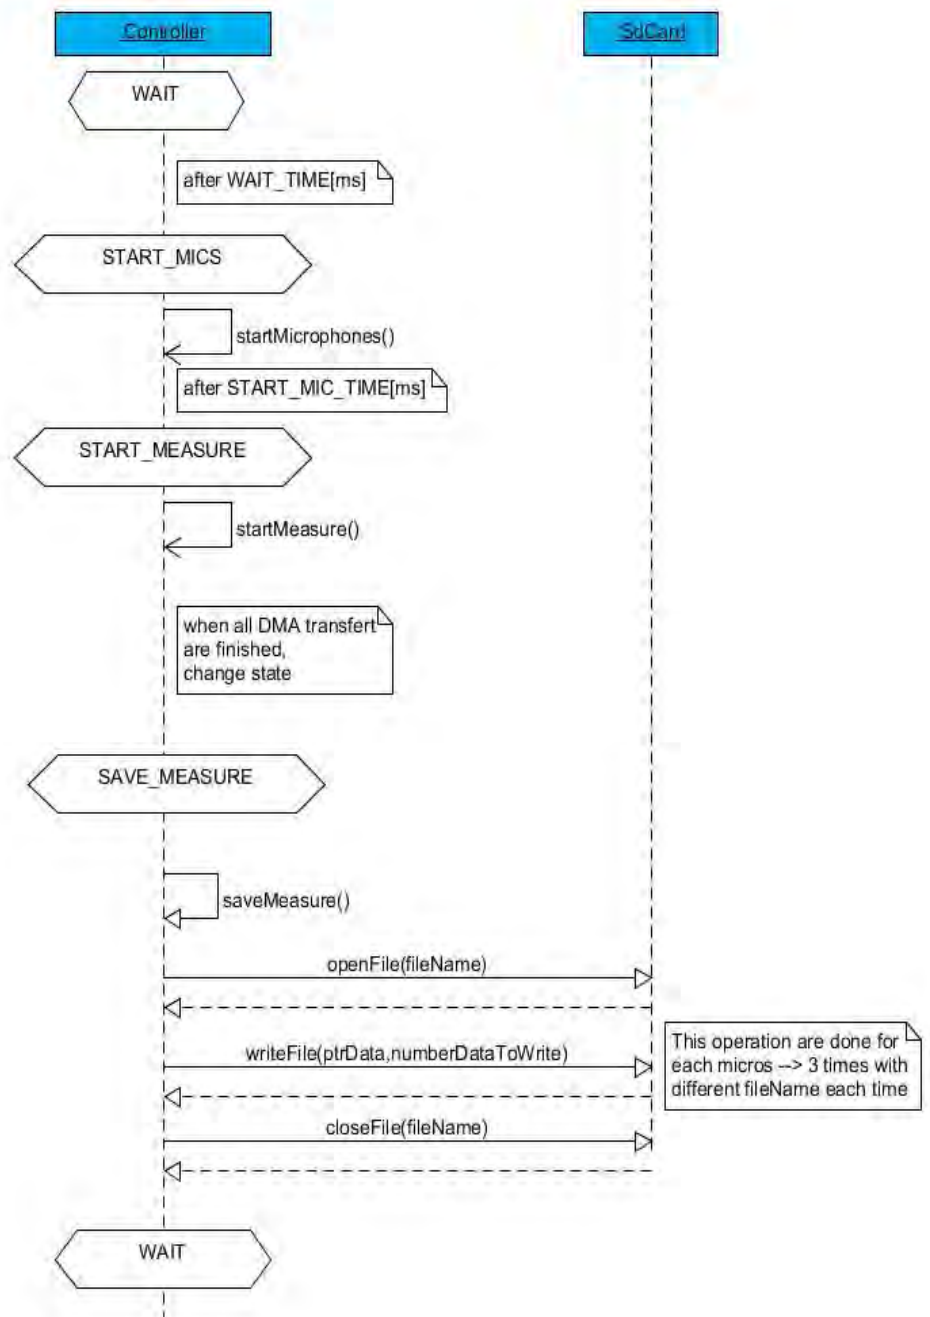 Controller
SdCard
WAIT
after WAIT_TIME[ms]
START_MICS
startMicrophones()
after START_MIC_TIME[ms]
START_MEASURE
startMeasure()
when all DMA transfert
are finished,
change state
SAVE_MEASURE
saveMeasure()
openFile(fileName)
writeFile(ptrData,numberDataToWrite)
This operation are done for
each micros --> 3 times with
different fileName each time
closeFile(fileName)
WAIT